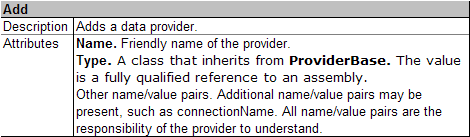 Add
Description Adds a data provider.
Attributes Name. Friendly name of the provider.
Type. A class that inherits from ProviderBase. The value
is a fully qualified reference to an assembly.
Other name/value pairs. Additional name/value pairs may be
present, such as connectionName. All name/value pairs are the
responsibility of the provider to understand.